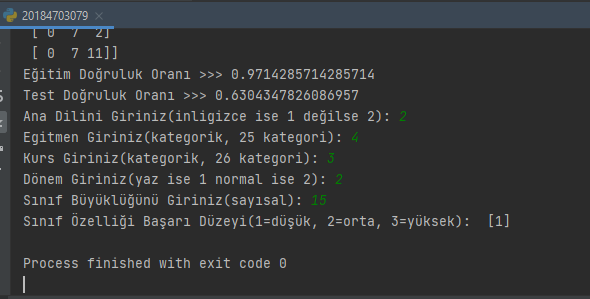 20184703079
[ 0 7 2]
[ 0 7 11]]
Eğitim Doğruluk Oranı >>> 0.9714285714285714
Test Doğruluk Oranı >>> 0.6304347826086957
Ana Dilini Giriniz(inligizce ise 1 değilse 2): 2
Egitmen Giriniz(kategorik, 25 kategori): 4
Kurs Giriniz(kategorik, 26 kategori): 3
Dönem Giriniz(yaz ise 1 normal ise 2): 2
Sınıf Büyüklüğünü Giriniz(sayısal): 15
Sınıf Özelliği Başarı Düzeyi(1=düşük, 2=orta, 3=yüksek):  [1]
Process finished with exit code 0